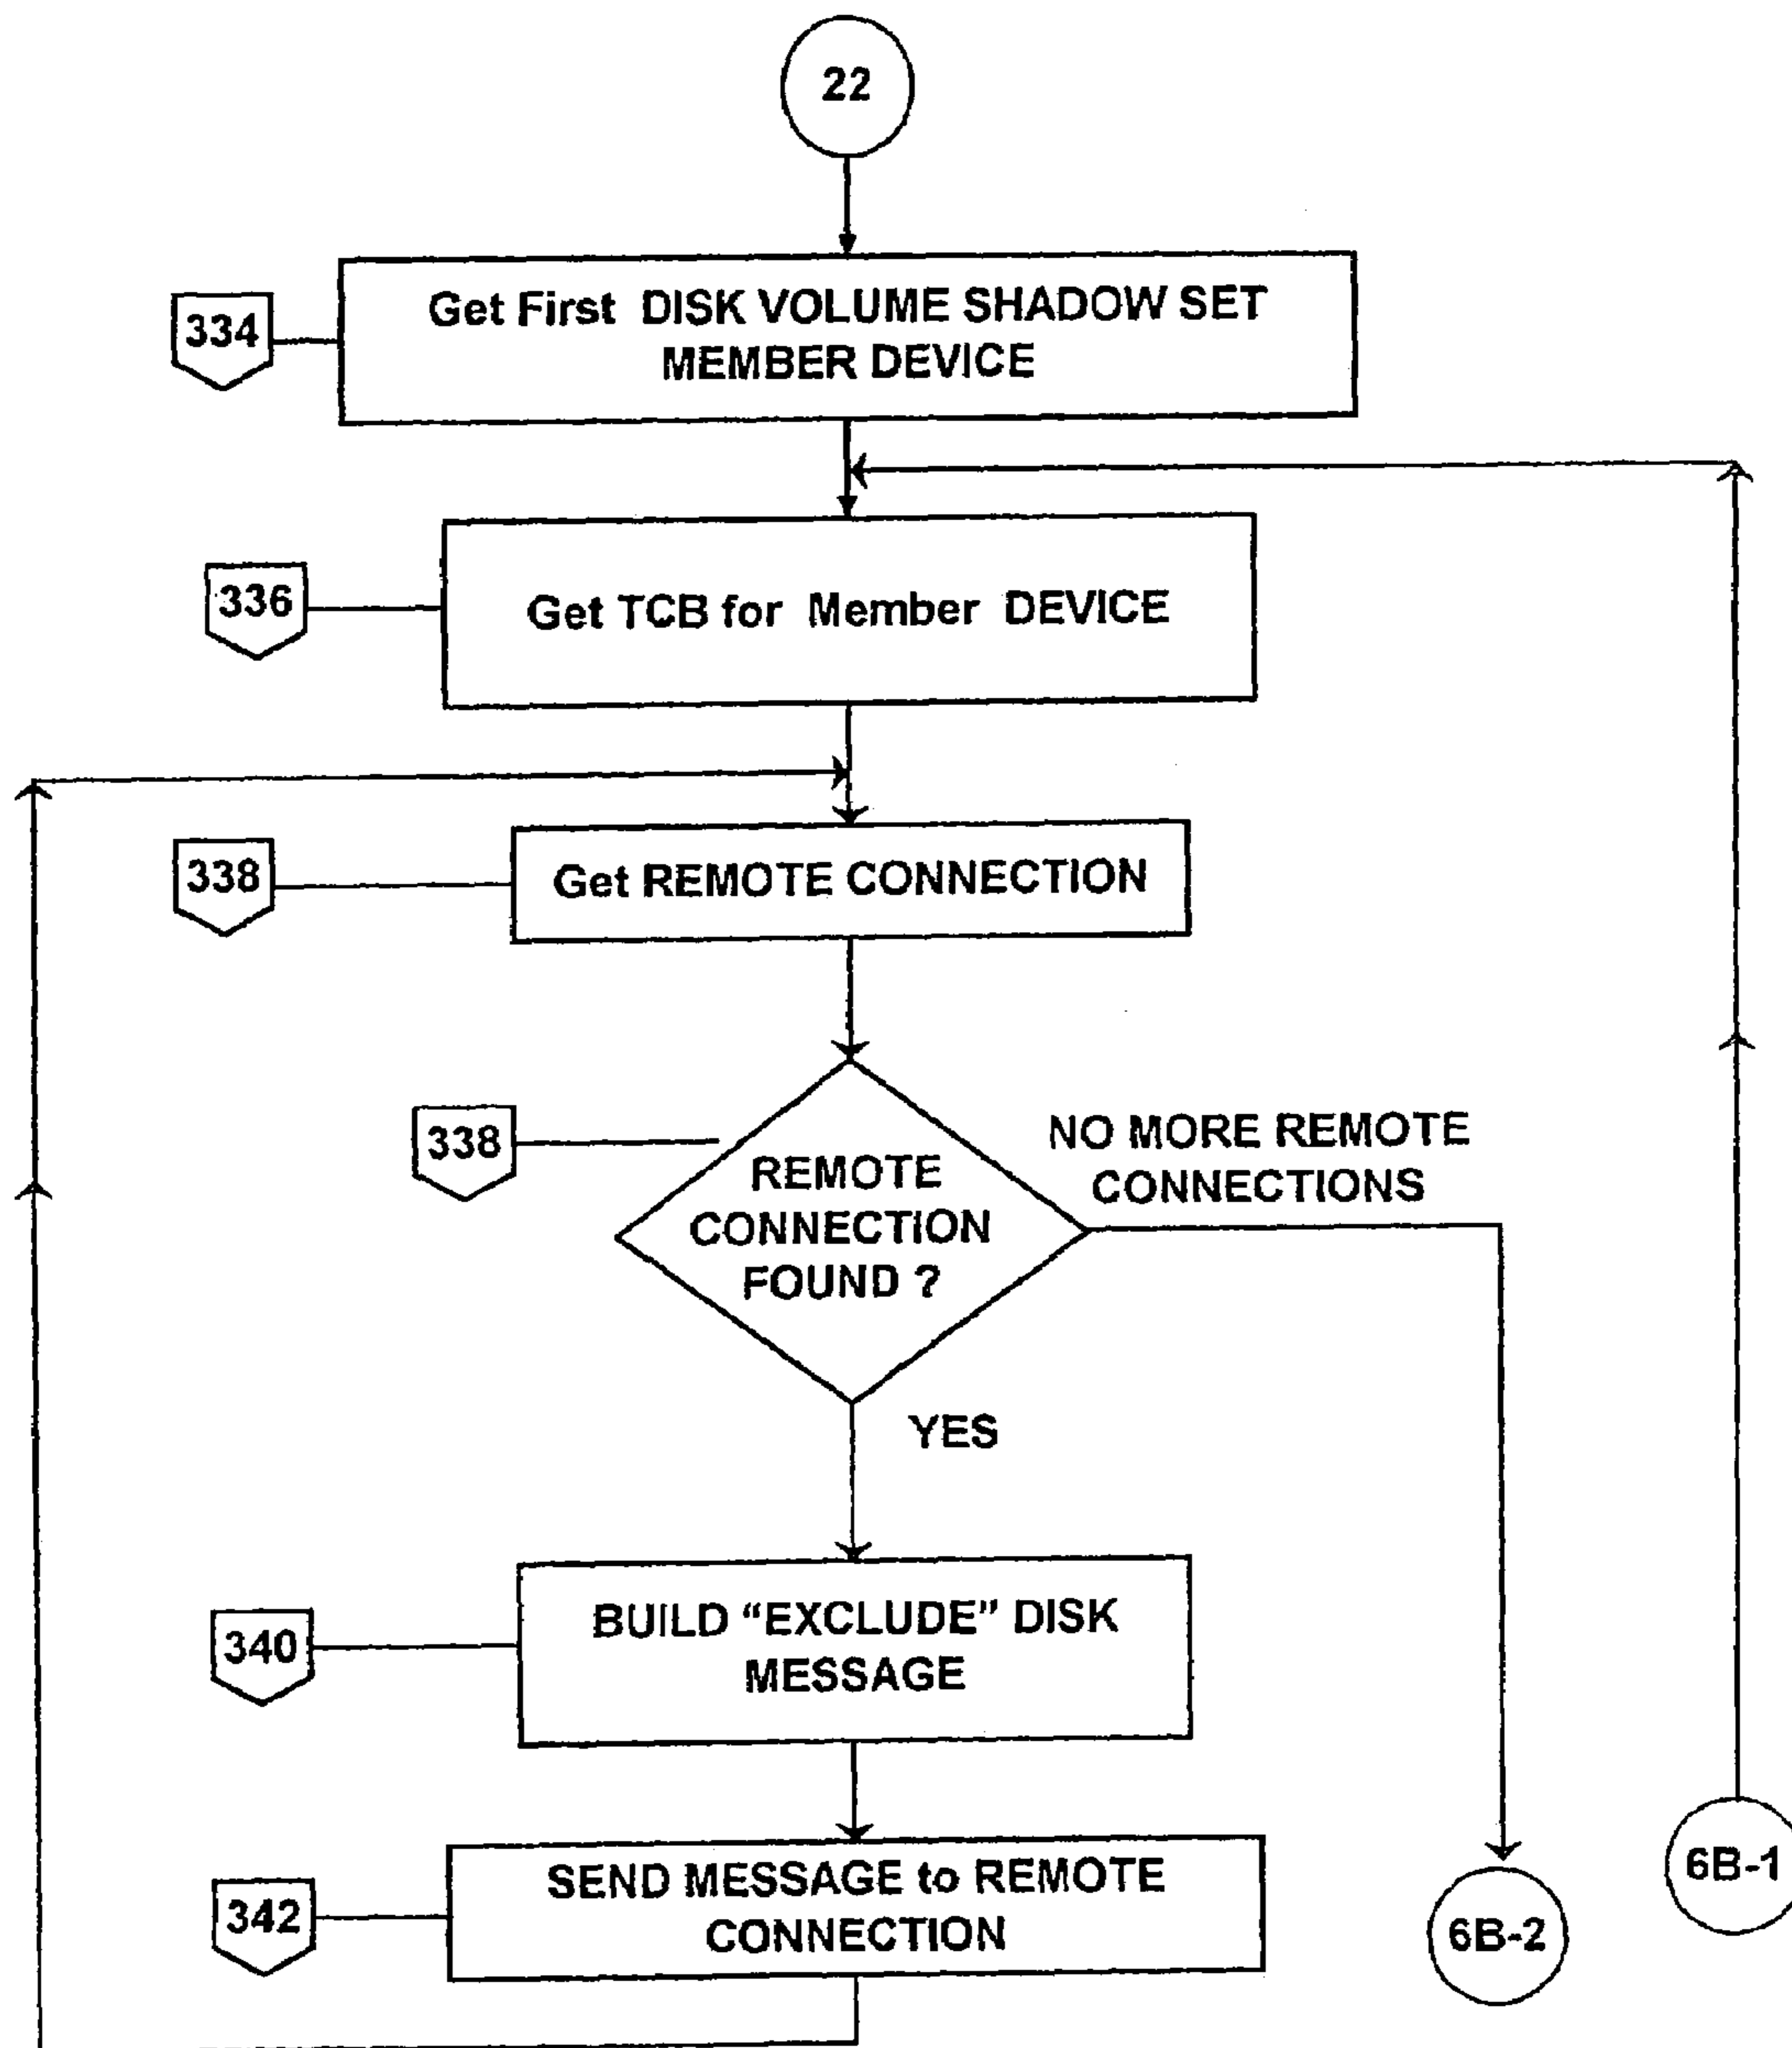 22
334
Get First DISK VOLUME SHADOW SET
MEMBER DEVICE
336
Get TCB for Member DEVICE
338
Get REMOTE CONNECTION
338
REMOTE
CONNECTION
FOUND ?
NO MORE REMOTE
CONNECTIONS
YES
340
BUILD “EXCLUDE” DISK
MESSAGE
342
SEND MESSAGE to REMOTE
CONNECTION
6B-2
6B-1